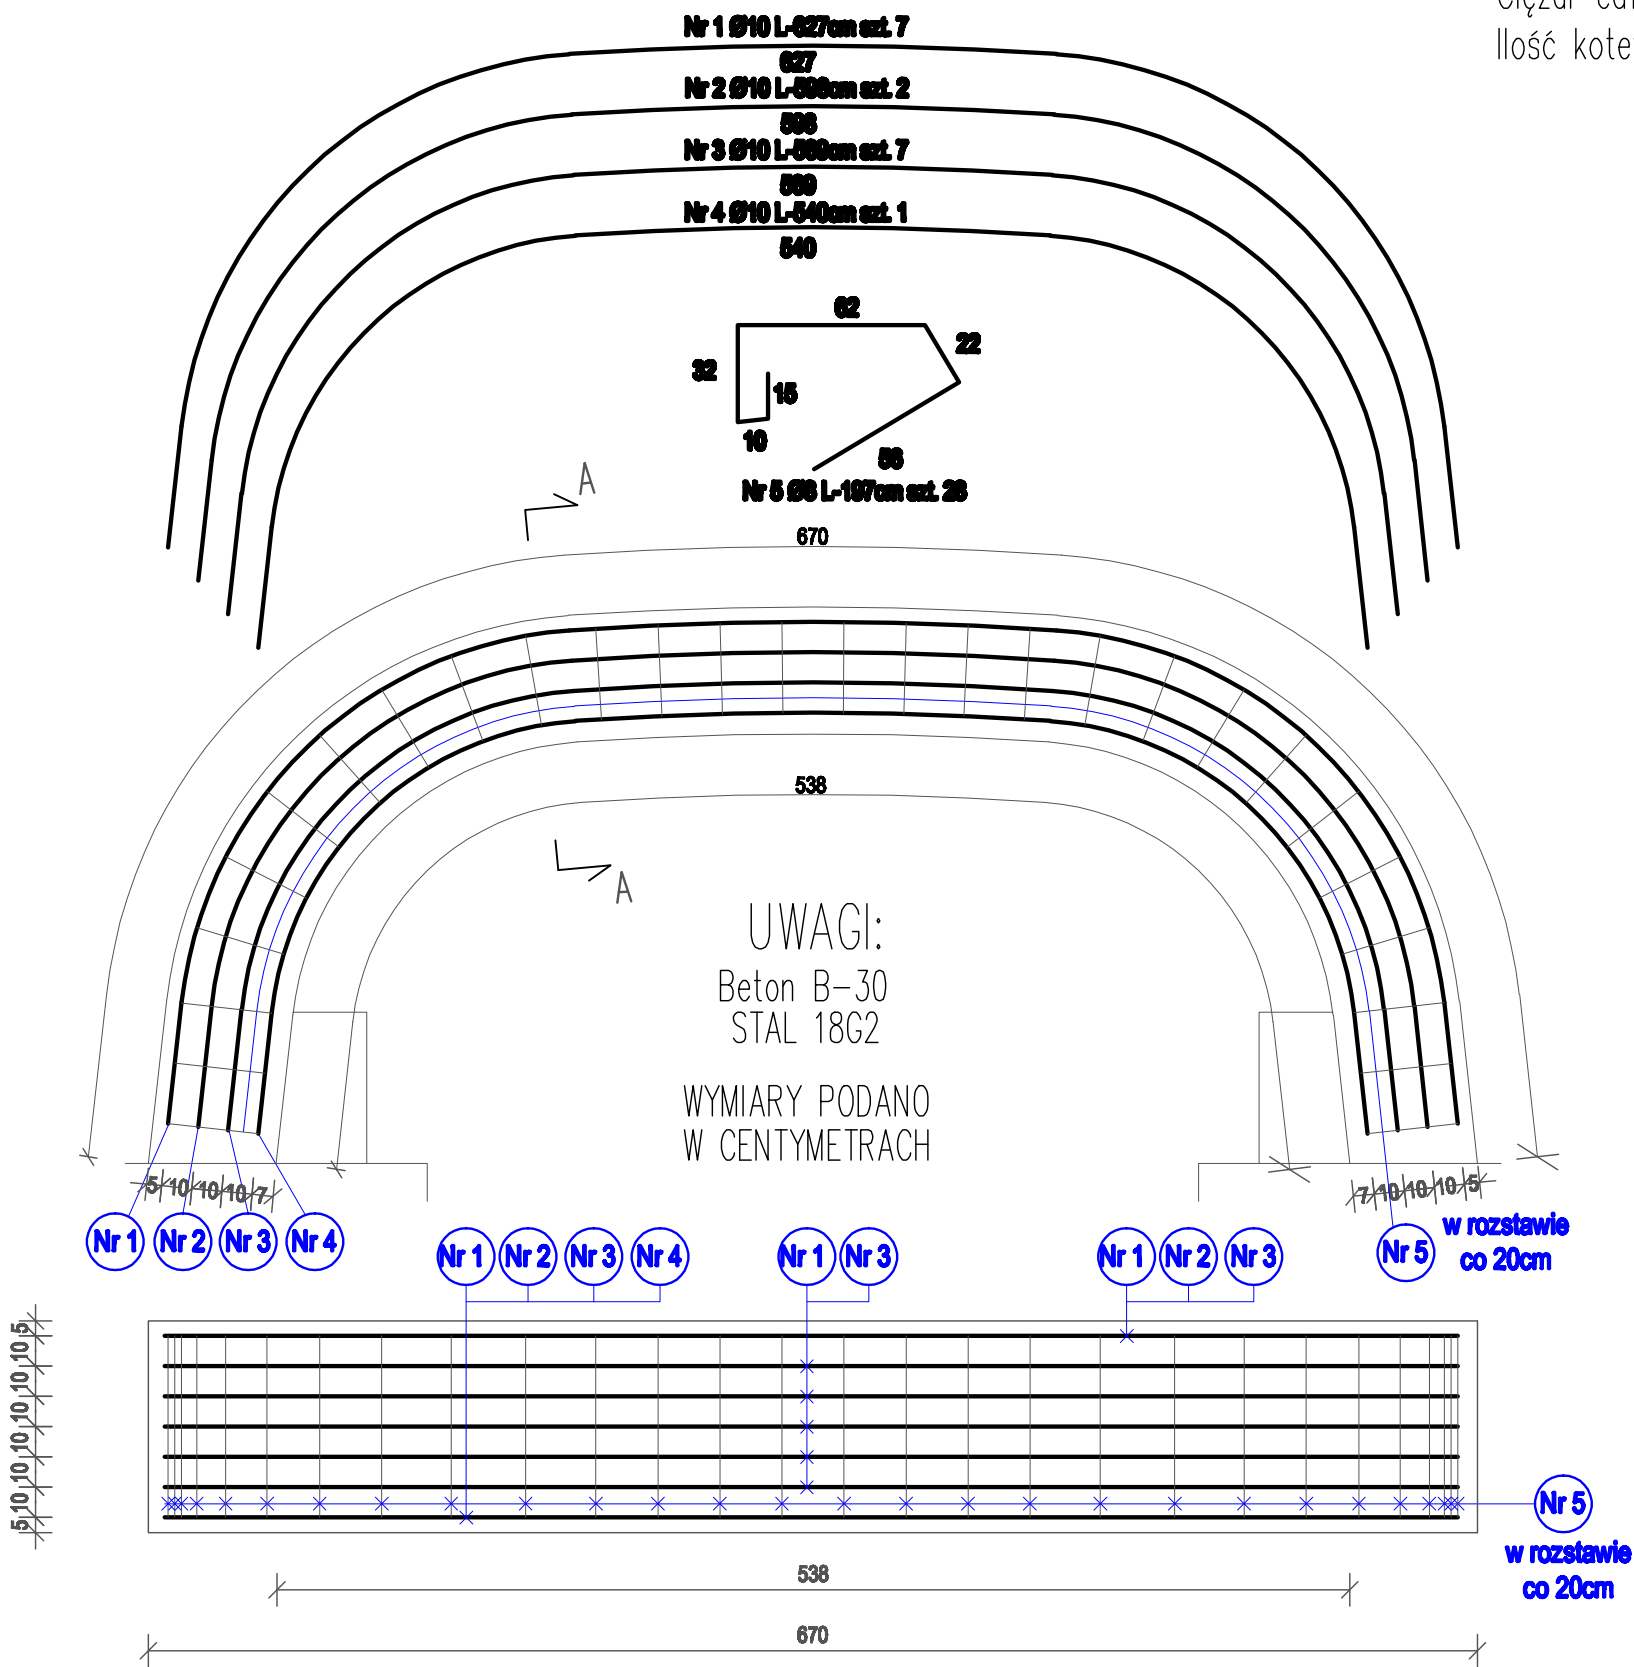 Ilość kote
Nr 1 Ø10 L-627cm szt. 7
627
Nr 2 Ø10 L-598cm szt. 2
598
Nr 3 Ø10 L-569cm szt. 7
569
Nr 4 Ø10 L-540cm szt. 1
540
62
22
32
15
10
56
Nr 5 Ø8 L-197cm szt. 28
A
670
538
A
UWAGI:
Beton B-30
STAL 18G2
WYMIARY PODANO
W CENTYMETRACH
5 10 10 10 7
7 10 10 10 5
Nr 1 Nr 2 Nr 3 Nr 4
Nr 1 Nr 2 Nr 3 Nr 4
Nr 1 Nr 3
Nr 1 Nr 2 Nr 3
Nr 5
w rozstawie
co 20cm
5 10 10 10 10 10 10 5
Nr 5
w rozstawie
co 20cm
538
670